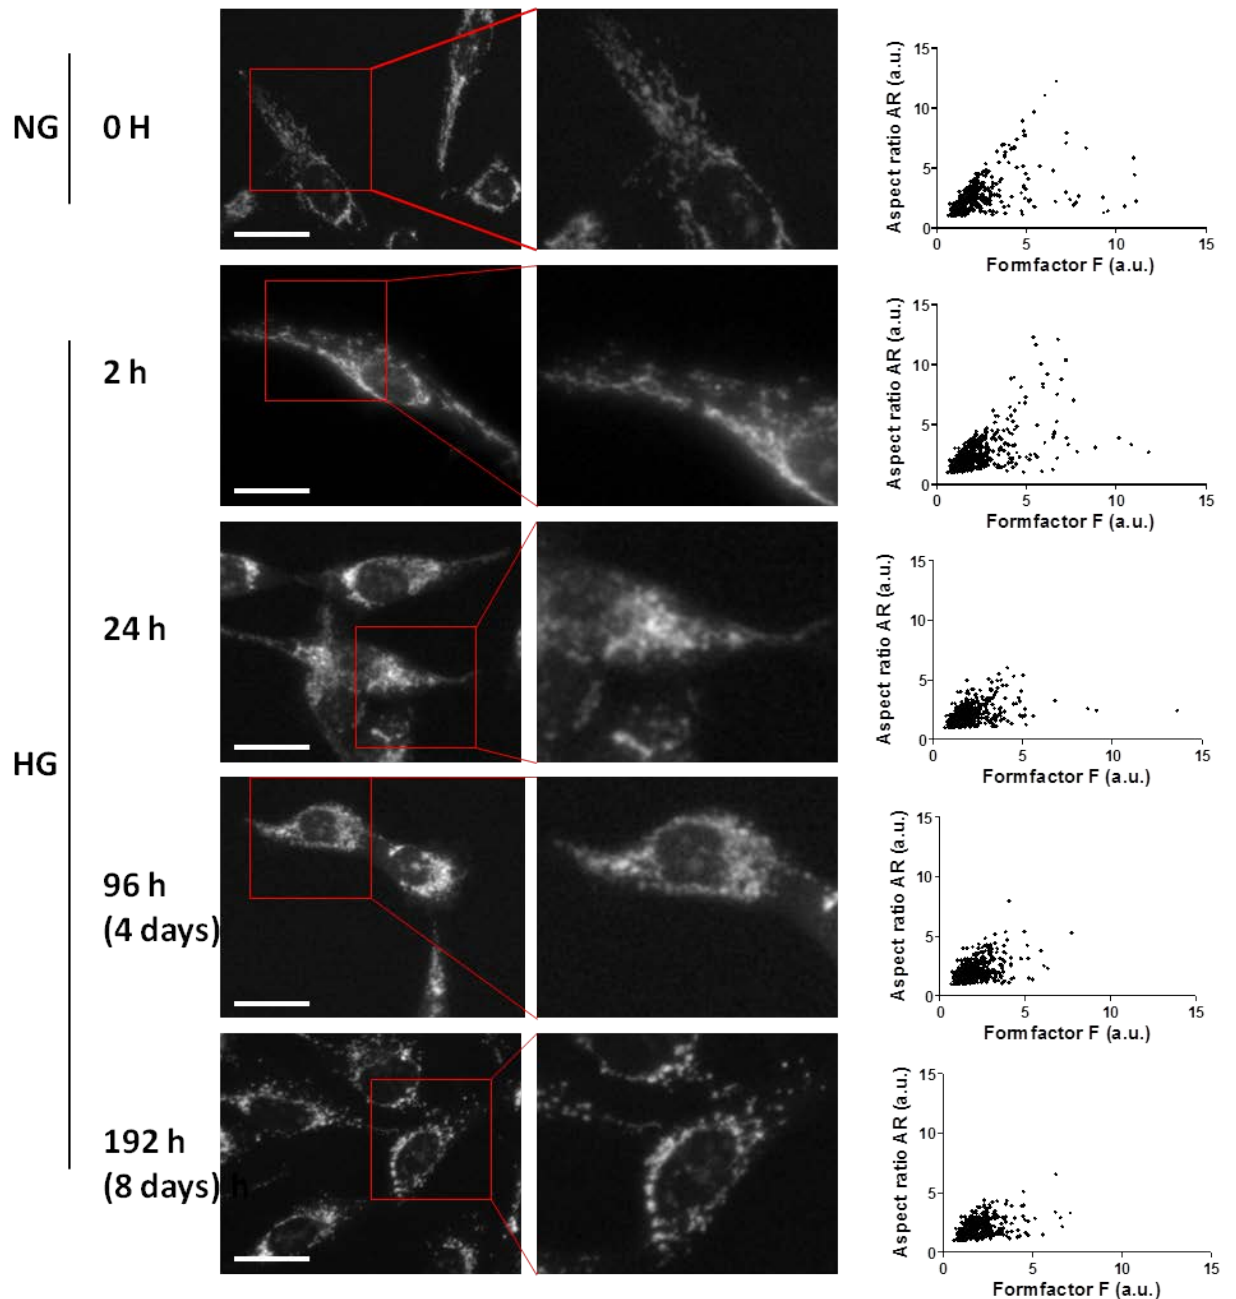 NG
0 H
15
10
5
0
0 5 10 15
Aspect ratio AR (a.u.)
Formfactor F (a.u.)
2 h
15
10
5
0
0 5 10 15
Aspect ratio AR (a.u.)
Formfactor F (a.u.)
24 h
15
10
5
0
0 5 10 15
Aspect ratio AR (a.u.)
Formfactor F (a.u.)
HG
96 h
(4 days)
15
10
5
0
0 5 10 15
Aspect ratio AR (a.u.)
Formfactor F (a.u.)
192 h
(8 days) h
15
10
5
0
0 5 10 15
Aspect ratio AR (a.u.)
Formfactor F (a.u.)